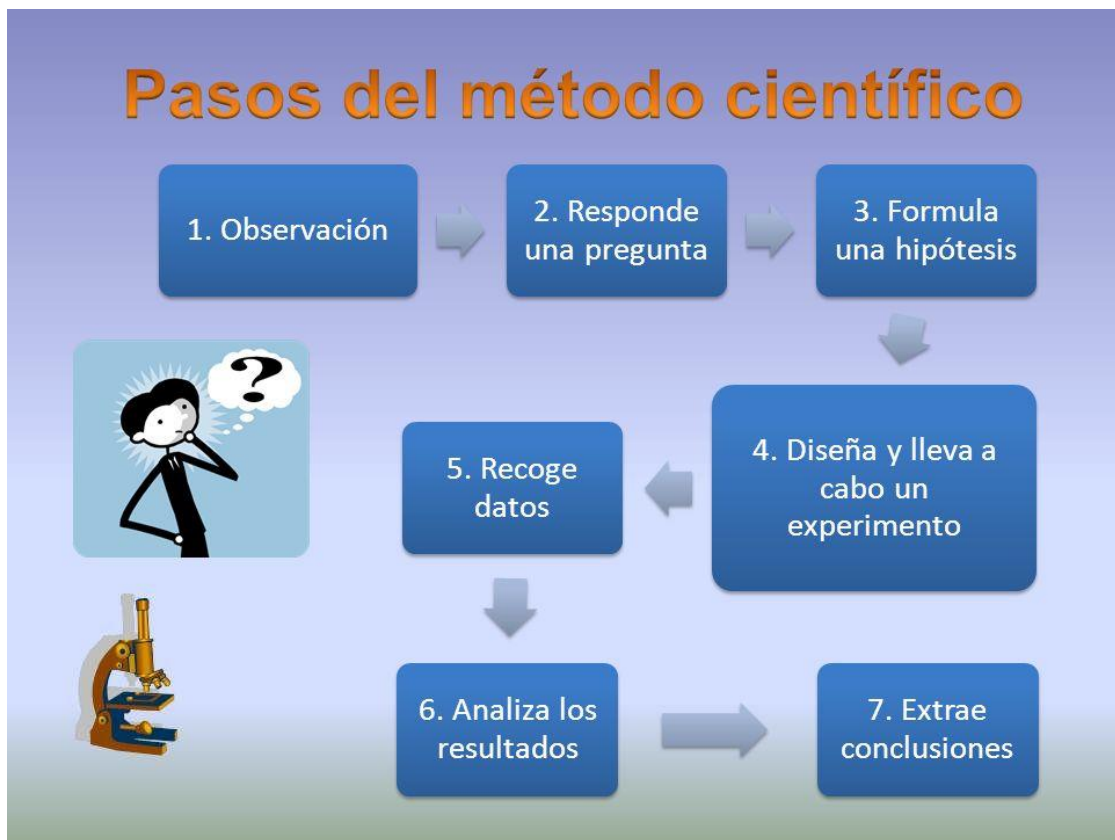 Pasos del método científico
1. Observación
2. Responde
una pregunta
3. Formula
una hipótesis
4. Diseña y lleva a
cabo un
experimento
5. Recoge
datos
6. Analiza los
resultados
7. Extrae
conclusiones
?